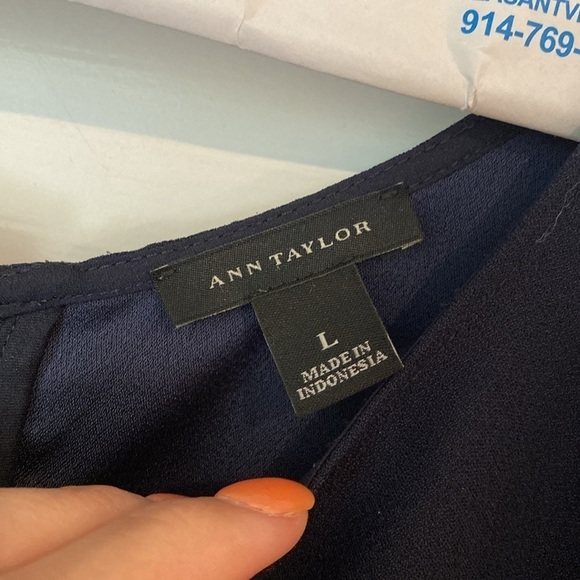 914-769-
ANN TAYLOR
L
MADE IN
INDONESIA